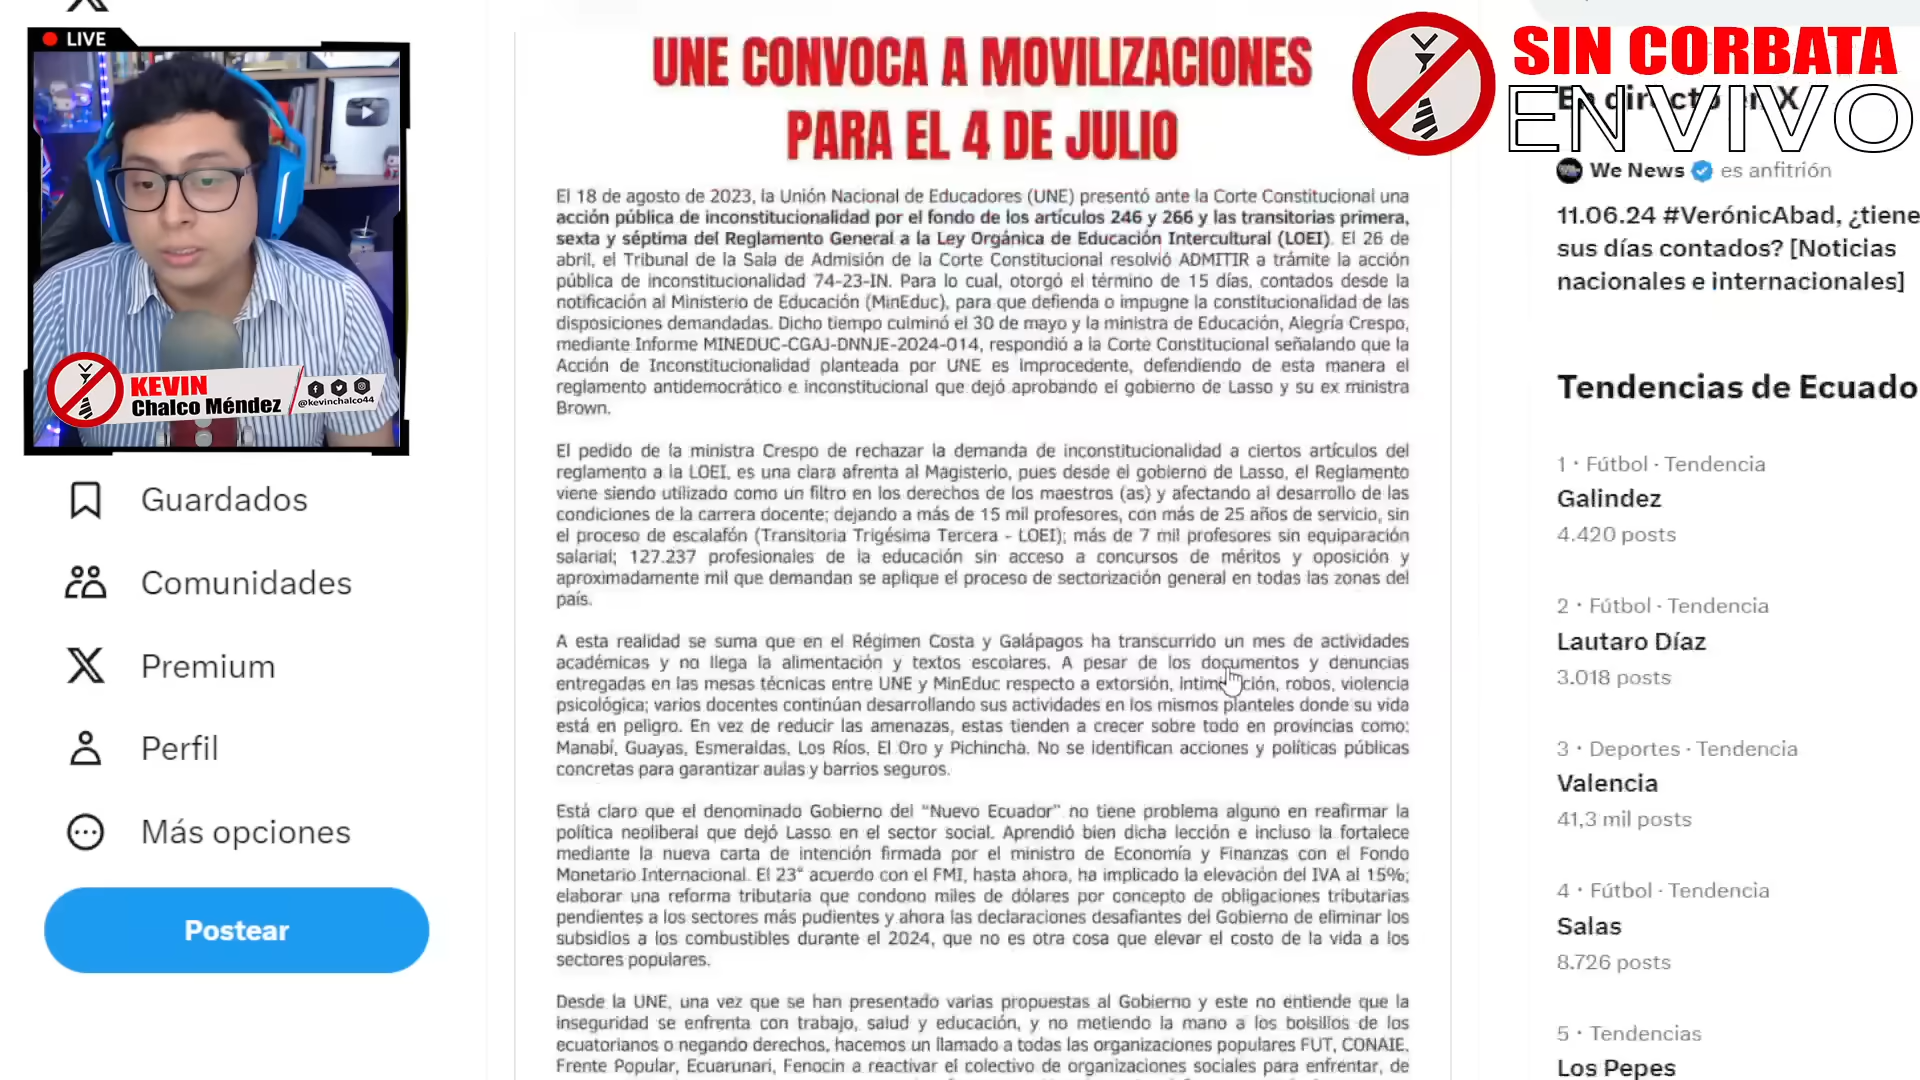 LIVE
KEVIN
Chalco Méndez
@kevinchalco44
Guardados
Comunidades
Premium
Perfil
Más opciones
Postear
UNE CONVOCA A MOVILIZACIONES
PARA EL 4 DE JULIO
El 18 de agosto de 2023, la Unión Nacional de Educadores (UNE) presentó ante la Corte Constitucional una
acción pública de inconstitucionalidad por el fondo de los artículos 246 y 266 y las transitorias primera,
sexta y séptima del Reglamento General a la Ley Orgánica de Educación Intercultural (LOEI). El 26 de
abril, el Tribunal de la Sala de Admisión de la Corte Constitucional resolvió ADMITIR a trámite la acción
pública de inconstitucionalidad 74-23-IN. Para lo cual, otorgó el término de 15 días, contados desde la
notificación al Ministerio de Educación (MinEduc), para que defienda o impugne la constitucionalidad de las
disposiciones demandadas. Dicho tiempo culminó el 30 de mayo y la ministra de Educación, Alegría Crespo,
mediante Informe MINEDUC-CGAJ-DNNJE-2024-014, respondió a la Corte Constitucional señalando que la
Acción de Inconstitucionalidad planteada por UNE es improcedente, defendiendo de esta manera el
reglamento antidemocrático e inconstitucional que dejó aprobando el gobierno de Lasso y su ex ministra
Brown.
El pedido de la ministra Crespo de rechazar la demanda de inconstitucionalidad a ciertos artículos del
reglamento a la LOEI, es una clara afrenta al Magisterio, pues desde el gobierno de Lasso, el Reglamento
viene siendo utilizado como un filtro en los derechos de los maestros (as) y afectando al desarrollo de las
condiciones de la carrera docente; dejando a más de 15 mil profesores, con más de 25 años de servicio, sin
el proceso de escalafón (Transitoria Trigésima Tercera - LOEI); más de 7 mil profesores sin equiparación
salarial; 127.237 profesionales de la educación sin acceso a concursos de méritos y oposición y
aproximadamente mil que demandan se aplique el proceso de sectorización general en todas las zonas del
país.
A esta realidad se suma que en el Régimen Costa y Galápagos ha transcurrido un mes de actividades
académicas y no llega la alimentación y textos escolares. A pesar de los documentos y denuncias
entregadas en las mesas técnicas entre UNE y MinEduc respecto a extorsión, robos, violencia
psicológica; varios docentes continúan desarrollando sus actividades en los mismos planteles donde su vida
está en peligro. En vez de reducir las amenazas, estas tienden a crecer sobre todo en provincias como:
Manabí, Guayas, Esmeraldas, Los Ríos, El Oro y Pichincha. No se identifican acciones y políticas públicas
concretas para garantizar aulas y barrios seguros.
Está claro que el denominado Gobierno del “Nuevo Ecuador” no tiene problema alguno en reafirmar la
política neoliberal que dejó Lasso en el sector social. Aprendió bien dicha lección e incluso la fortalece
mediante la nueva carta de intención firmada por el ministro de Economía y Finanzas con el Fondo
Monetario Internacional. El 23° acuerdo con el FMI, hasta ahora, ha implicado la elevación del IVA al 15%;
elaborar una reforma tributaria que condono miles de dólares por concepto de obligaciones tributarias
pendientes a los sectores más pudientes y ahora las declaraciones desafiantes del Gobierno de eliminar los
subsidios a los combustibles durante el 2024, que no es otra cosa que elevar el costo de la vida a los
sectores populares.
Desde la UNE, una vez que se han presentado varias propuestas al Gobierno y este no entiende que la
inseguridad se enfrenta con trabajo, salud y educación, y no metiendo la mano a los bolsillos de los
ecuatorianos o negando derechos, hacemos un llamado a todas las organizaciones populares FUT, CONAIE,
Frente Popular, Ecuarunari, Fenocin a reactivar el colectivo de organizaciones sociales para enfrentar, de
SIN CORBATA
EN VIVO
En directo en X
We News es anfitrión
11.06.24 #VerónicAbad, ¿tiene
sus días contados? [Noticias
nacionales e internacionales]
Tendencias de Ecuado
1 · Fútbol · Tendencia
Galindez
4.420 posts
2 · Fútbol · Tendencia
Lautaro Díaz
3.018 posts
3 · Deportes · Tendencia
Valencia
41,3 mil posts
4 · Fútbol · Tendencia
Salas
8.726 posts
5 · Tendencias
Los Pepes